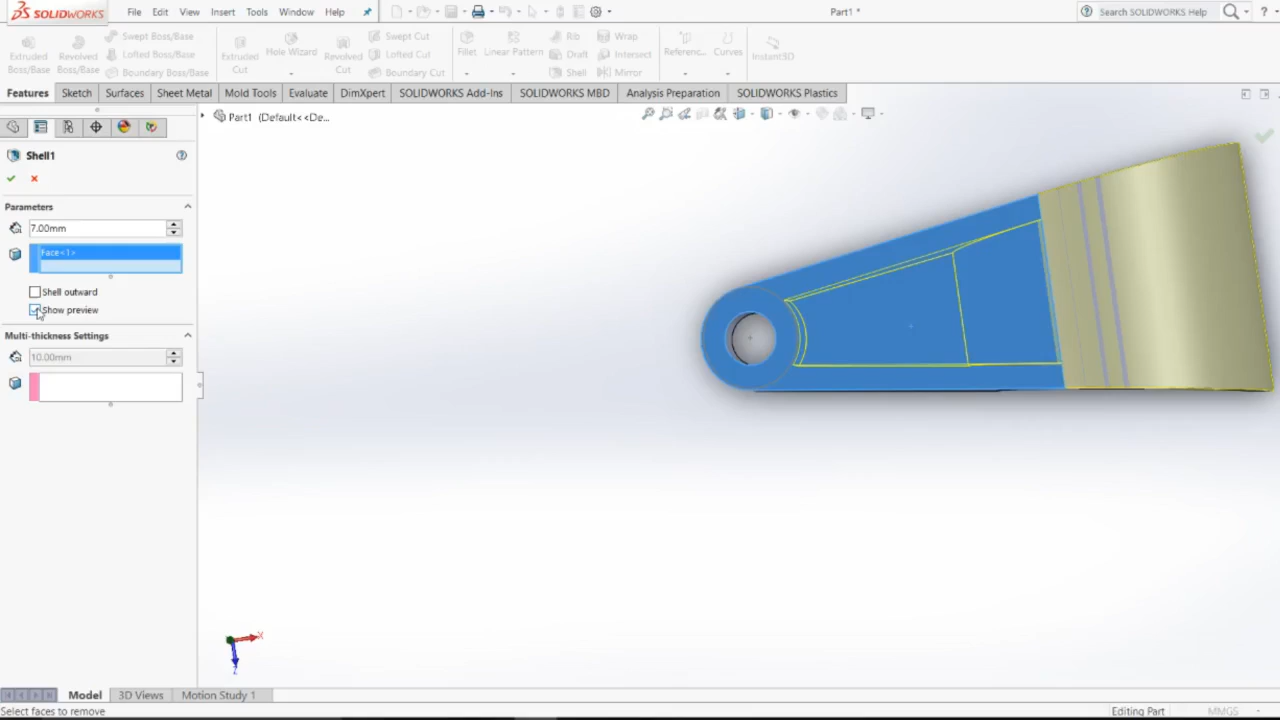 SOLIDWORKS File Edit View Insert Tools Window Help Part1 * Search SOLIDWORKS Help ?
Extruded Boss/Base
Revolved Boss/Base
Swept Boss/Base
Lofted Boss/Base
Boundary Boss/Base
Extruded Cut
Hole Wizard
Revolved Cut
Swept Cut
Lofted Cut
Boundary Cut
Fillet
Linear Pattern
Rib
Draft
Shell
Wrap
Intersect
Mirror
Referenc...
Curves
Instant3D
Features Sketch Surfaces Sheet Metal Mold Tools Evaluate DimXpert SOLIDWORKS Add-Ins SOLIDWORKS MBD Analysis Preparation SOLIDWORKS Plastics
Part1 (Default<<De...
Shell1
Parameters
7.00mm
Face<1>
Shell outward
Show preview
Multi-thickness Settings
10.00mm
X
Z
Model 3D Views Motion Study 1
Select faces to remove Editing Part MMGS -